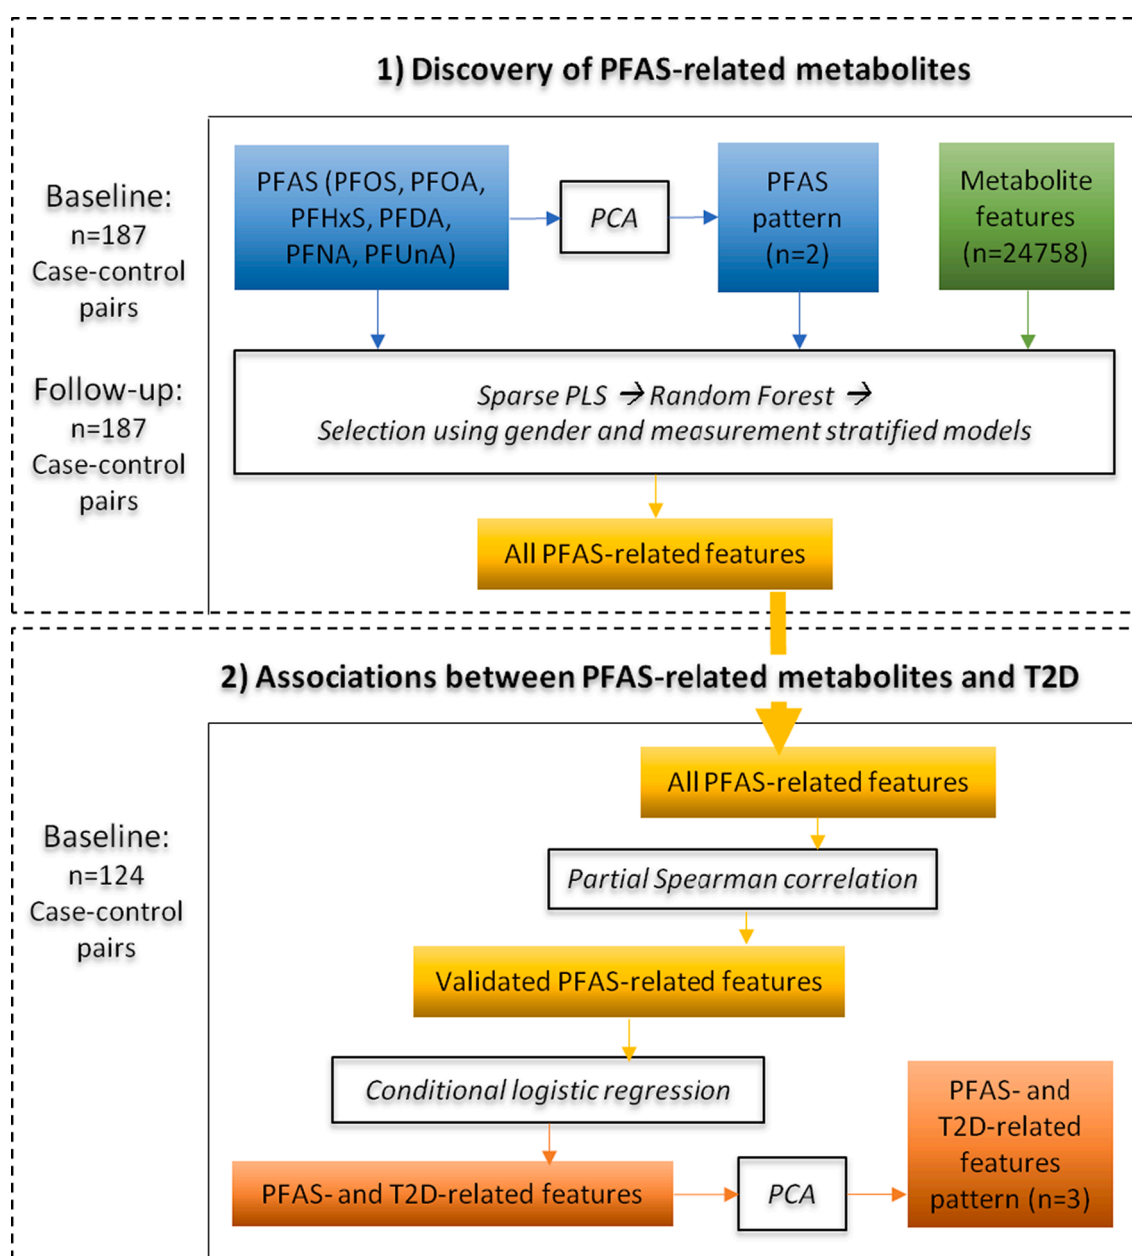 1) Discovery of PFAS-related metabolites
Baseline:
n=187
Case-control
pairs
PFAS (PFOS, PFOA,
PFHxS, PFDA,
PFNA, PFUnA)
PCA
PFAS
pattern
(n=2)
Metabolite
features
(n=24758)
Follow-up:
n=187
Case-control
pairs
Sparse PLS → Random Forest →
Selection using gender and measurement stratified models
All PFAS-related features
2) Associations between PFAS-related metabolites and T2D
Baseline:
n=124
Case-control
pairs
All PFAS-related features
Partial Spearman correlation
Validated PFAS-related features
Conditional logistic regression
PFAS- and T2D-related features
PCA
PFAS- and
T2D-related
features
pattern (n=3)